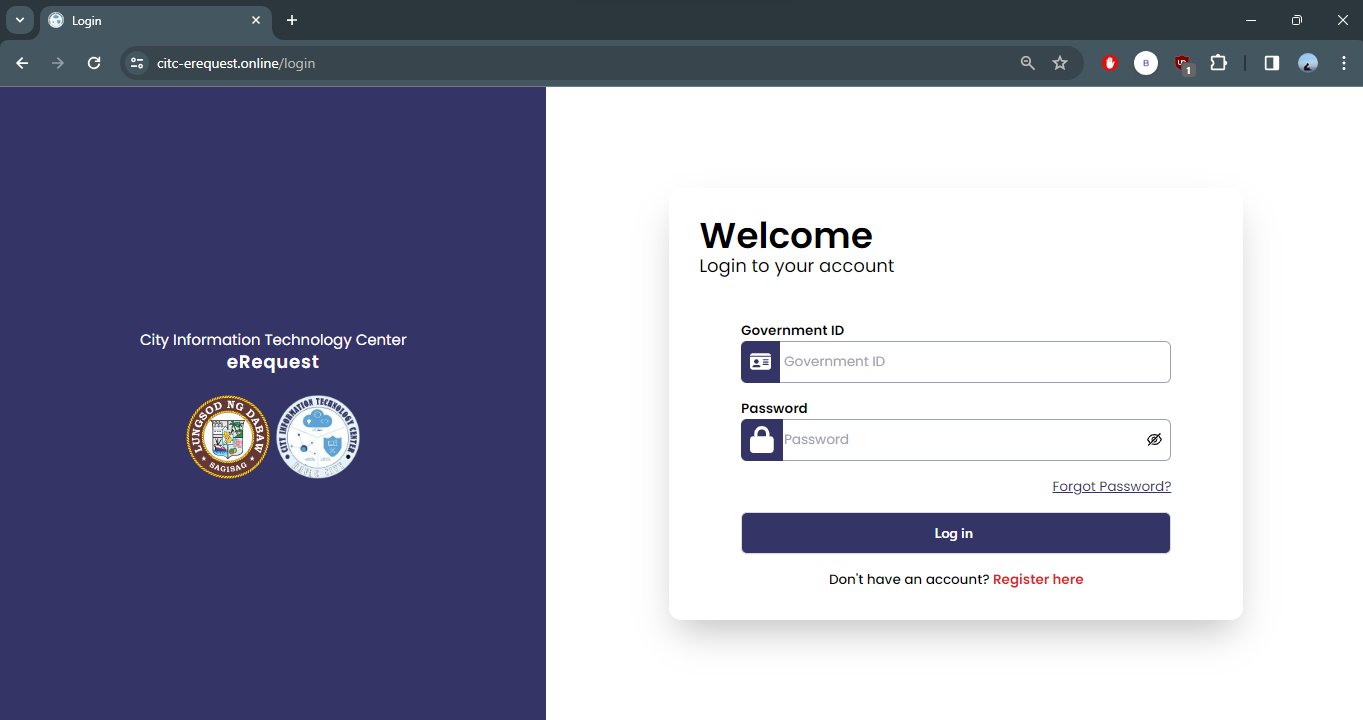 Login
citc-erequest.online/login
B
1
City Information Technology Center
eRequest
LUNGSOD NG DABAW
SAGISAG
CITY INFORMATION TECHNOLOGY CENTER
Welcome
Login to your account
Government ID
Government ID
Password
Password
Forgot Password?
Log in
Don't have an account? Register here